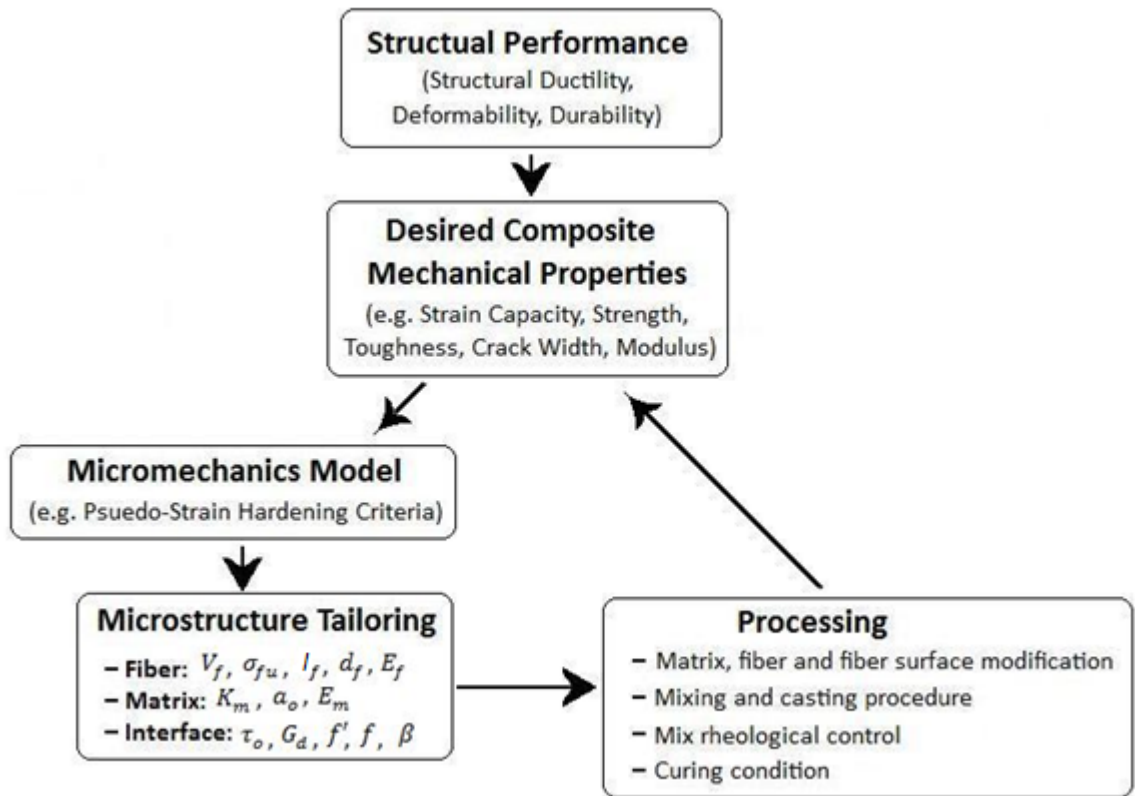 Structual Performance
(Structural Ductility,
Deformability, Durability)
Desired Composite
Mechanical Properties
(e.g. Strain Capacity, Strength,
Toughness, Crack Width, Modulus)
Micromechanics Model
(e.g. Psuedo-Strain Hardening Criteria)
Microstructure Tailoring
– Fiber: V_f, σ_fu, l_f, d_f, E_f
– Matrix: K_m, a_o, E_m
– Interface: τ_o, G_d, f', f, β
Processing
– Matrix, fiber and fiber surface modification
– Mixing and casting procedure
– Mix rheological control
– Curing condition